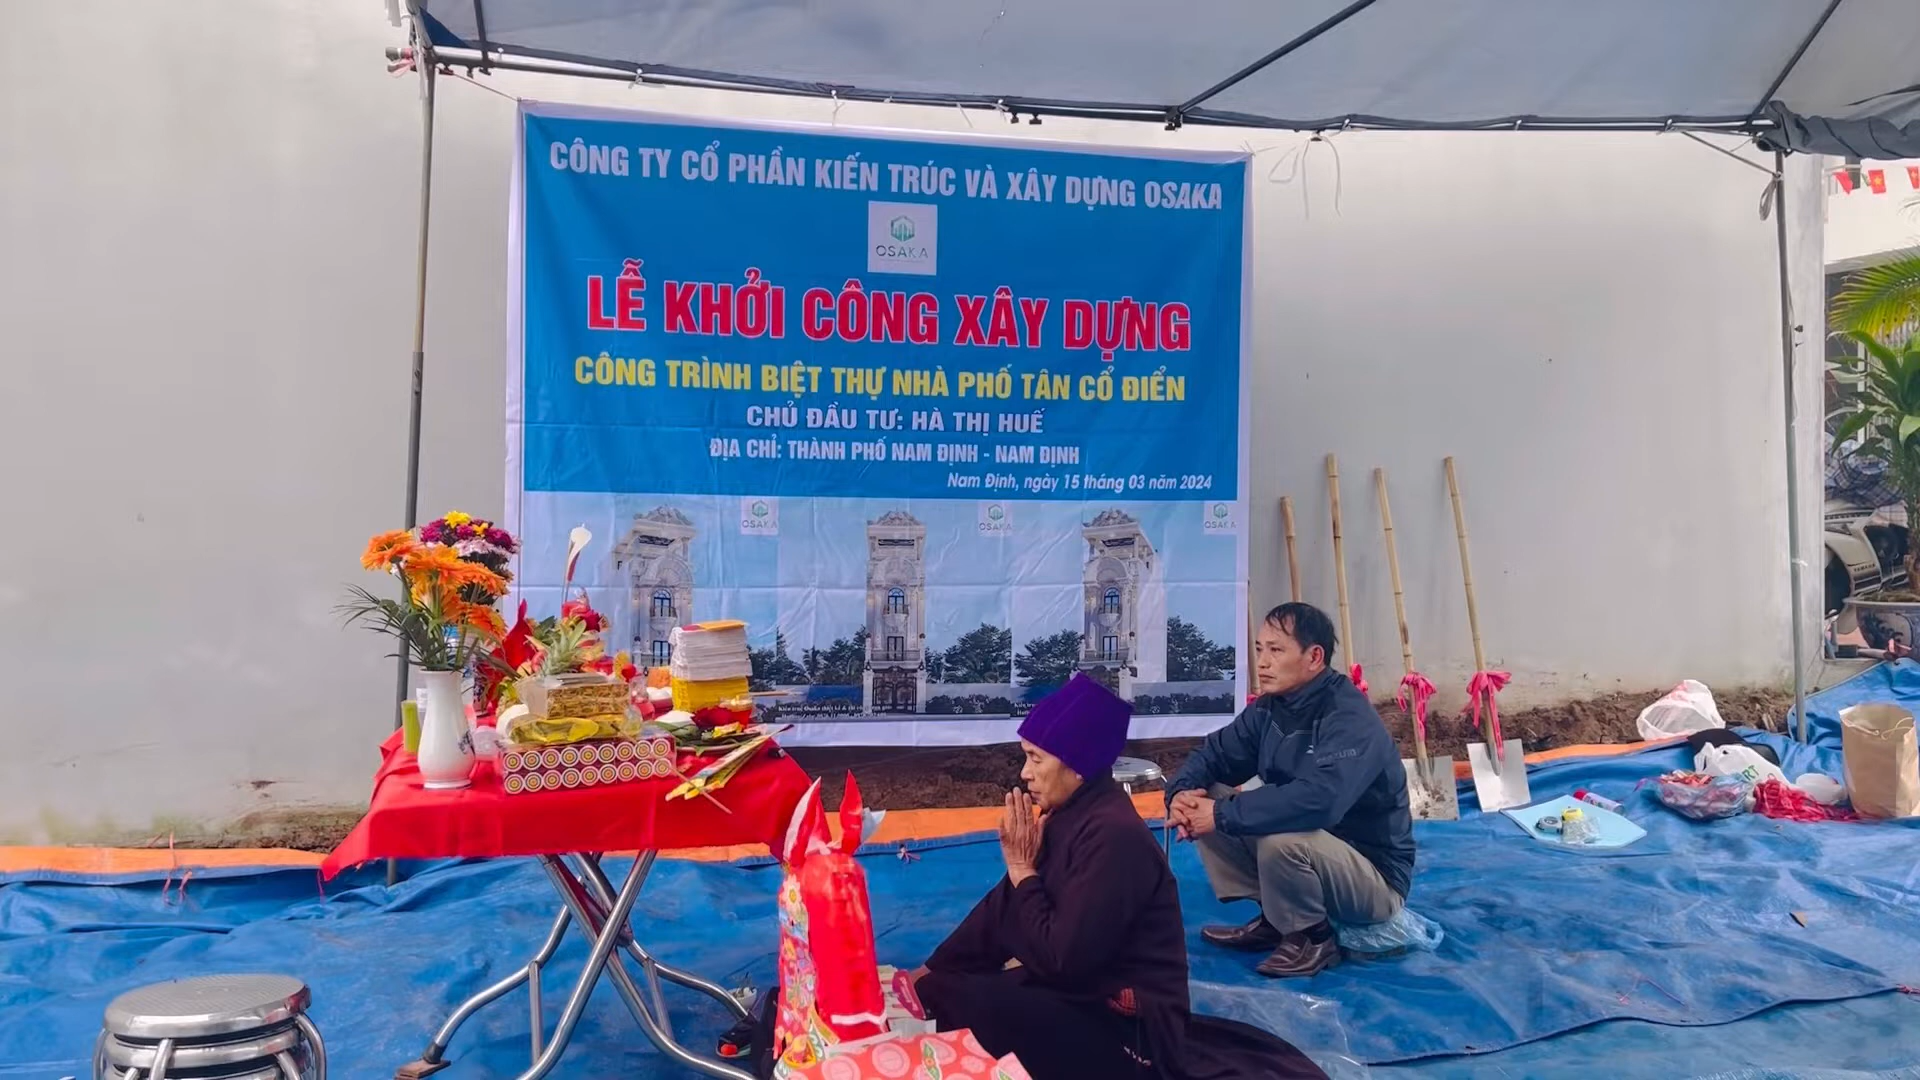 CÔNG TY CỔ PHẦN KIẾN TRÚC VÀ XÂY DỰNG OSAKA
OSAKA
LỄ KHỞI CÔNG XÂY DỰNG
CÔNG TRÌNH BIỆT THỰ NHÀ PHỐ TÂN CỔ ĐIỂN
CHỦ ĐẦU TƯ: HÀ THỊ HUẾ
ĐỊA CHỈ: THÀNH PHỐ NAM ĐỊNH - NAM ĐỊNH
Nam Định, ngày 15 tháng 03 năm 2024
OSAKA
OSAKA
OSAKA